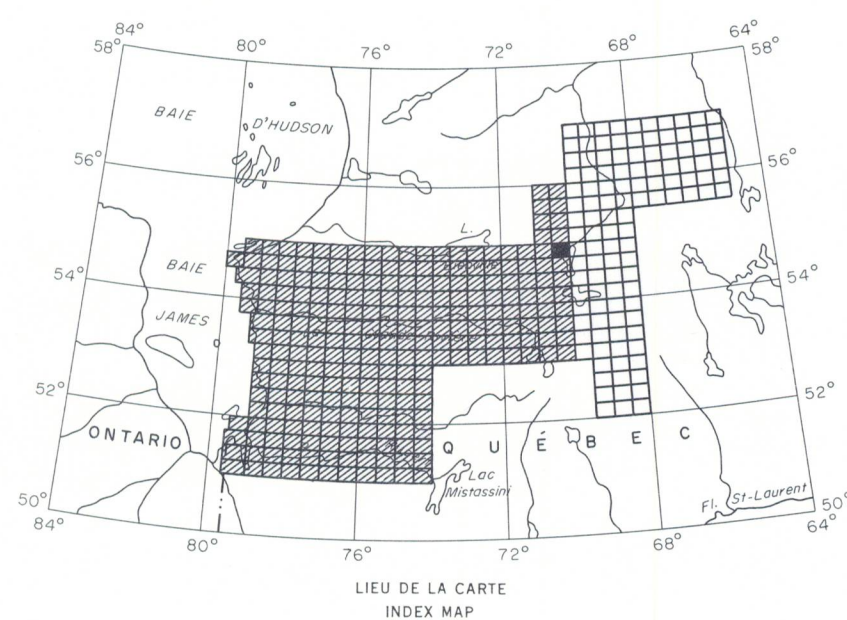 84°
80°
76°
72°
68°
64°
58°
58°
BAIE
D'HUDSON
56°
56°
L.
BAIE
54°
54°
JAMES
52°
52°
ONTARIO
QUÉBEC
Lac
Mistassini
Fl. St-Laurent
50°
50°
84°
80°
76°
72°
68°
64°
LIEU DE LA CARTE
INDEX MAP